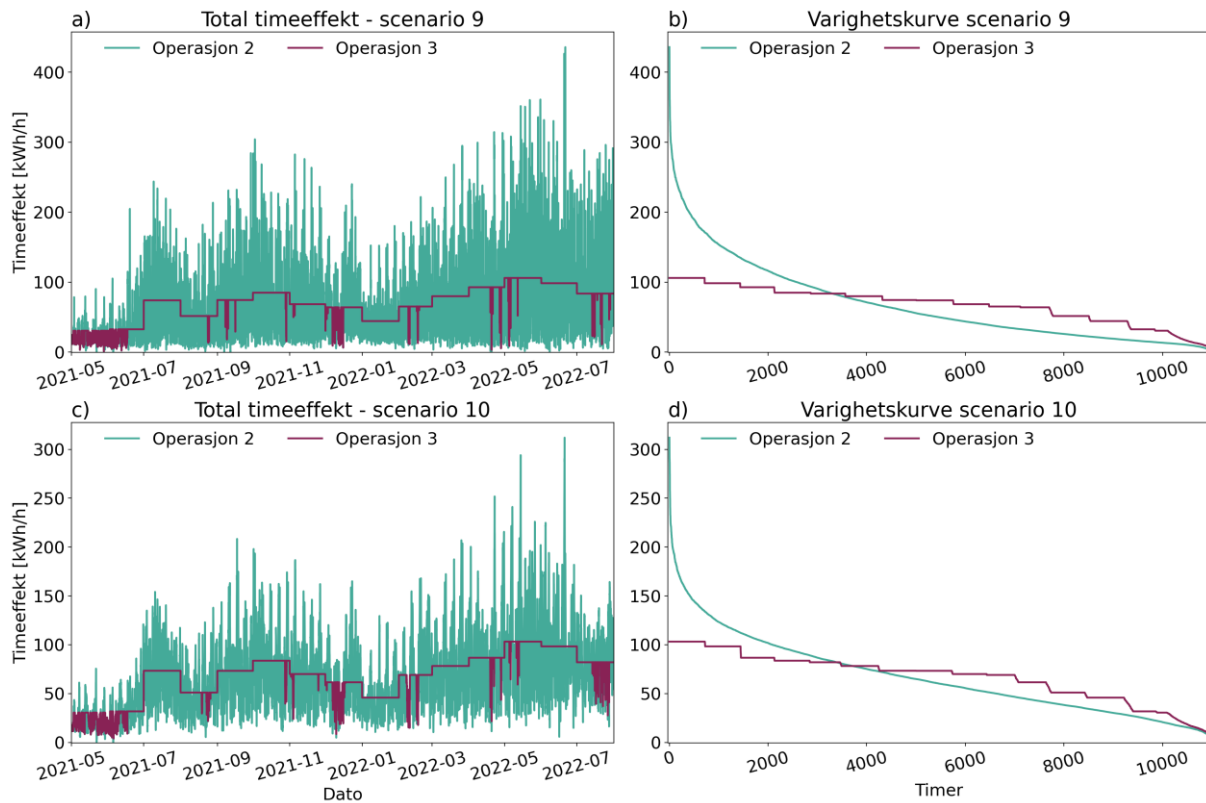 a) Total timeeffekt - scenario 9
Operasjon 2 Operasjon 3
Timeeffekt [kWh/h]
400
300
200
100
0
2021-05 2021-07 2021-09 2021-11 2022-01 2022-03 2022-05 2022-07
b) Varighetskurve scenario 9
Operasjon 2 Operasjon 3
400
300
200
100
0
0 2000 4000 6000 8000 10000
c) Total timeeffekt - scenario 10
Operasjon 2 Operasjon 3
Timeeffekt [kWh/h]
300
250
200
150
100
50
0
2021-05 2021-07 2021-09 2021-11 2022-01 2022-03 2022-05 2022-07
Dato
d) Varighetskurve scenario 10
Operasjon 2 Operasjon 3
300
250
200
150
100
50
0
0 2000 4000 6000 8000 10000
Timer